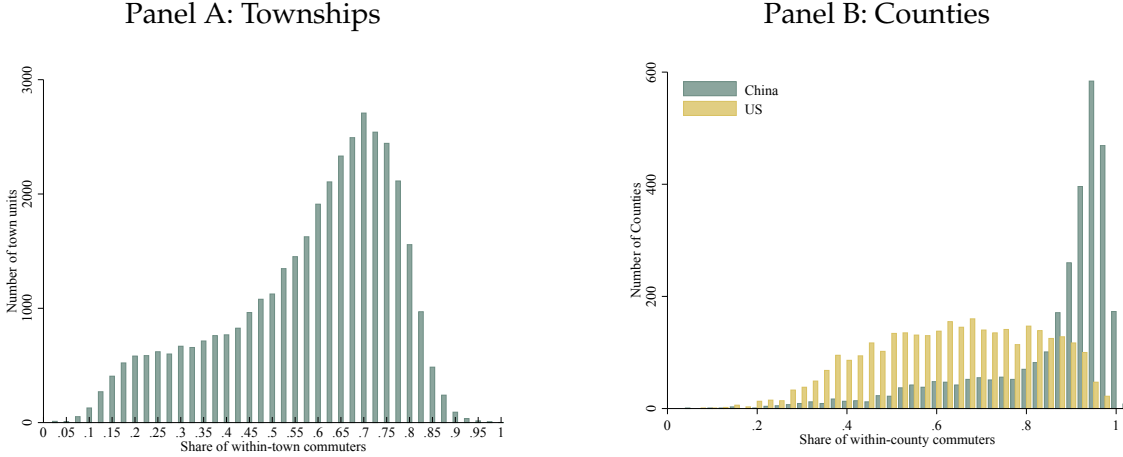 Panel A: Townships
3000
2000
1000
0
Number of town units
0 .05 .1 .15 .2 .25 .3 .35 .4 .45 .5 .55 .6 .65 .7 .75 .8 .85 .9 .95 1
Share of within-town commuters
Panel B: Counties
600
400
200
0
Number of Counties
China
US
0 .2 .4 .6 .8 1
Share of within-county commuters